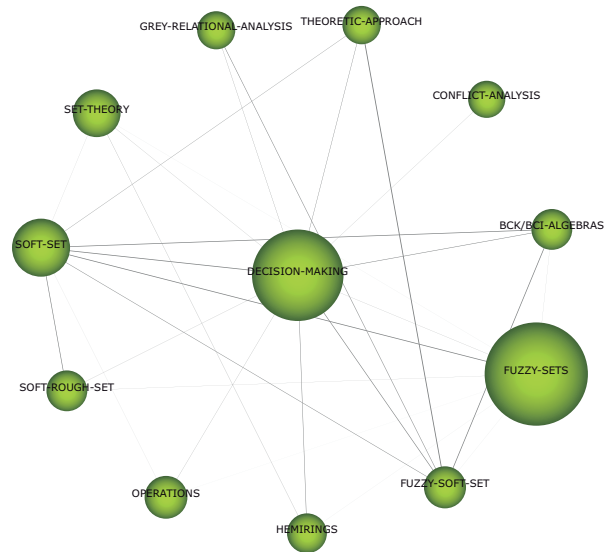 GREY-RELATIONAL-ANALYSIS
THEORETIC-APPROACH
CONFLICT-ANALYSIS
SET-THEORY
BCK/BCI-ALGEBRAS
SOFT-SET
DECISION-MAKING
FUZZY-SETS
SOFT-ROUGH-SET
FUZZY-SOFT-SET
OPERATIONS
HEMIRINGS